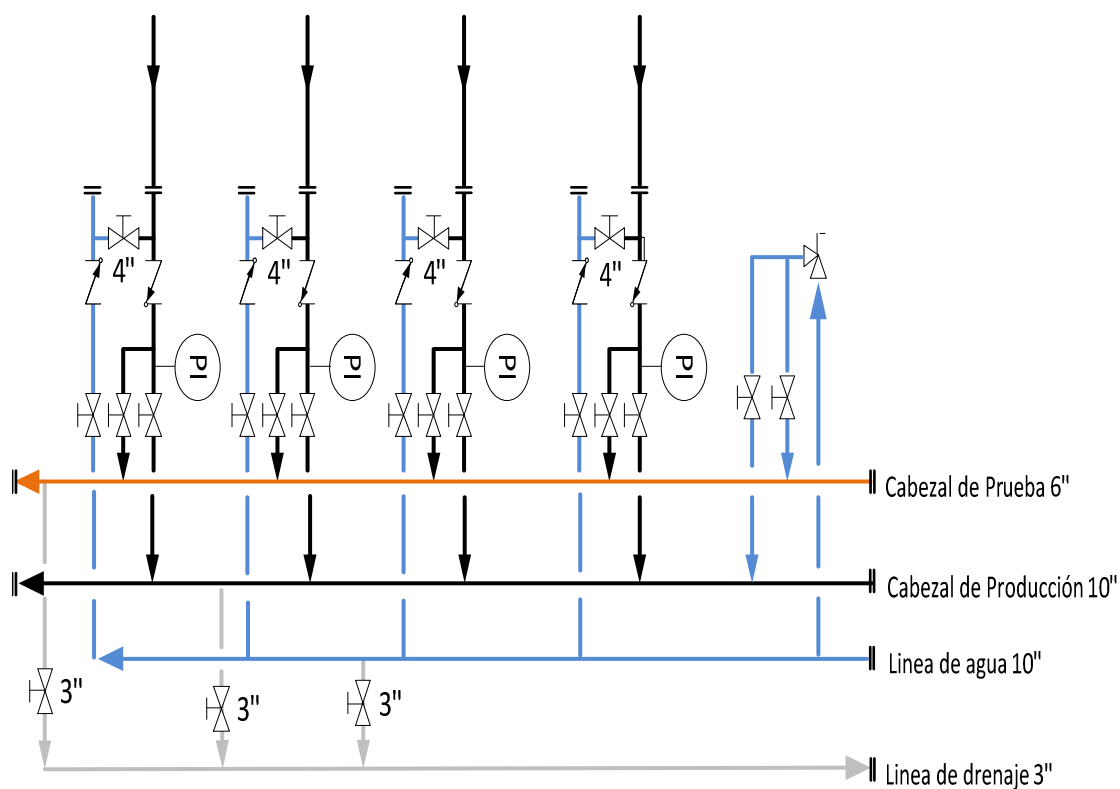 4" 4" 4" 4"
PI PI PI PI
Cabezal de Prueba 6"
Cabezal de Producción 10"
Linea de agua 10"
3" 3" 3"
Linea de drenaje 3"